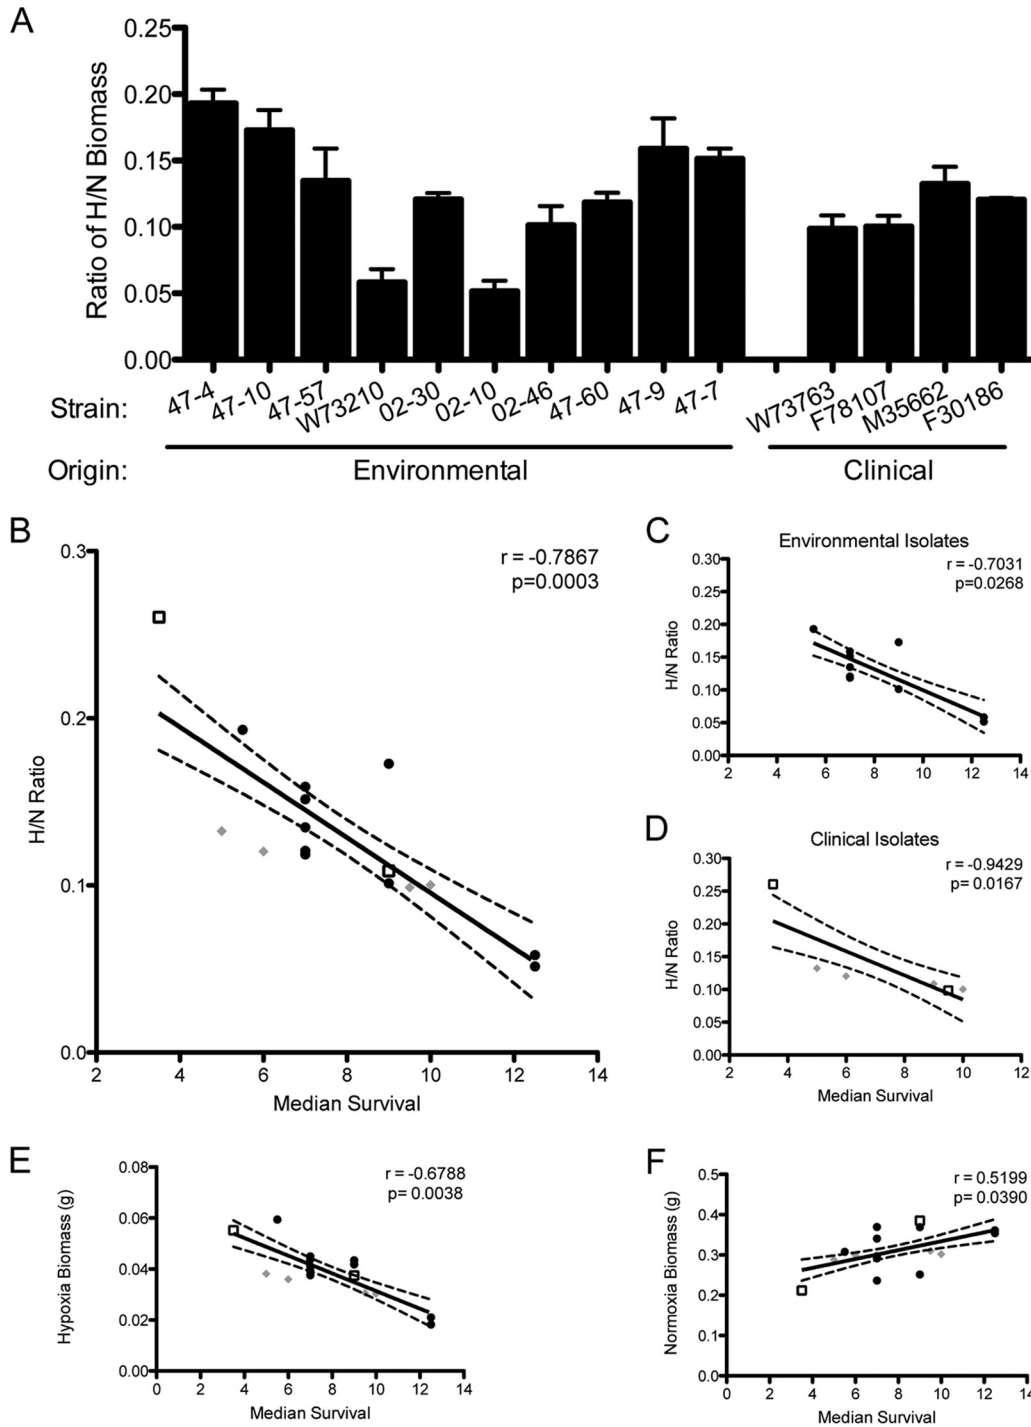 A
Ratio of H/N Biomass
0.25
0.20
0.15
0.10
0.05
0.00
Strain: 47-4 47-10 47-57 W73210 02-30 02-10 02-46 47-60 47-9 47-7 W73763 F78107 M35662 F30186
Origin: Environmental Clinical
B
H/N Ratio
0.3
0.2
0.1
0.0
r = -0.7867
p=0.0003
2 4 6 8 10 12 14
Median Survival
C
Environmental Isolates
r = -0.7031
p=0.0268
H/N Ratio
0.30
0.25
0.20
0.15
0.10
0.05
0.00
2 4 6 8 10 12 14
D
Clinical Isolates
r = -0.9429
p= 0.0167
H/N Ratio
0.30
0.25
0.20
0.15
0.10
0.05
0.00
2 4 6 8 10 12
Median Survival
E
Hypoxia Biomass (g)
0.08
0.06
0.04
0.02
0.00
r = -0.6788
p= 0.0038
0 2 4 6 8 10 12 14
Median Survival
F
Normoxia Biomass (g)
0.5
0.4
0.3
0.2
0.1
0.0
r = 0.5199
p= 0.0390
0 2 4 6 8 10 12 14
Median Survival